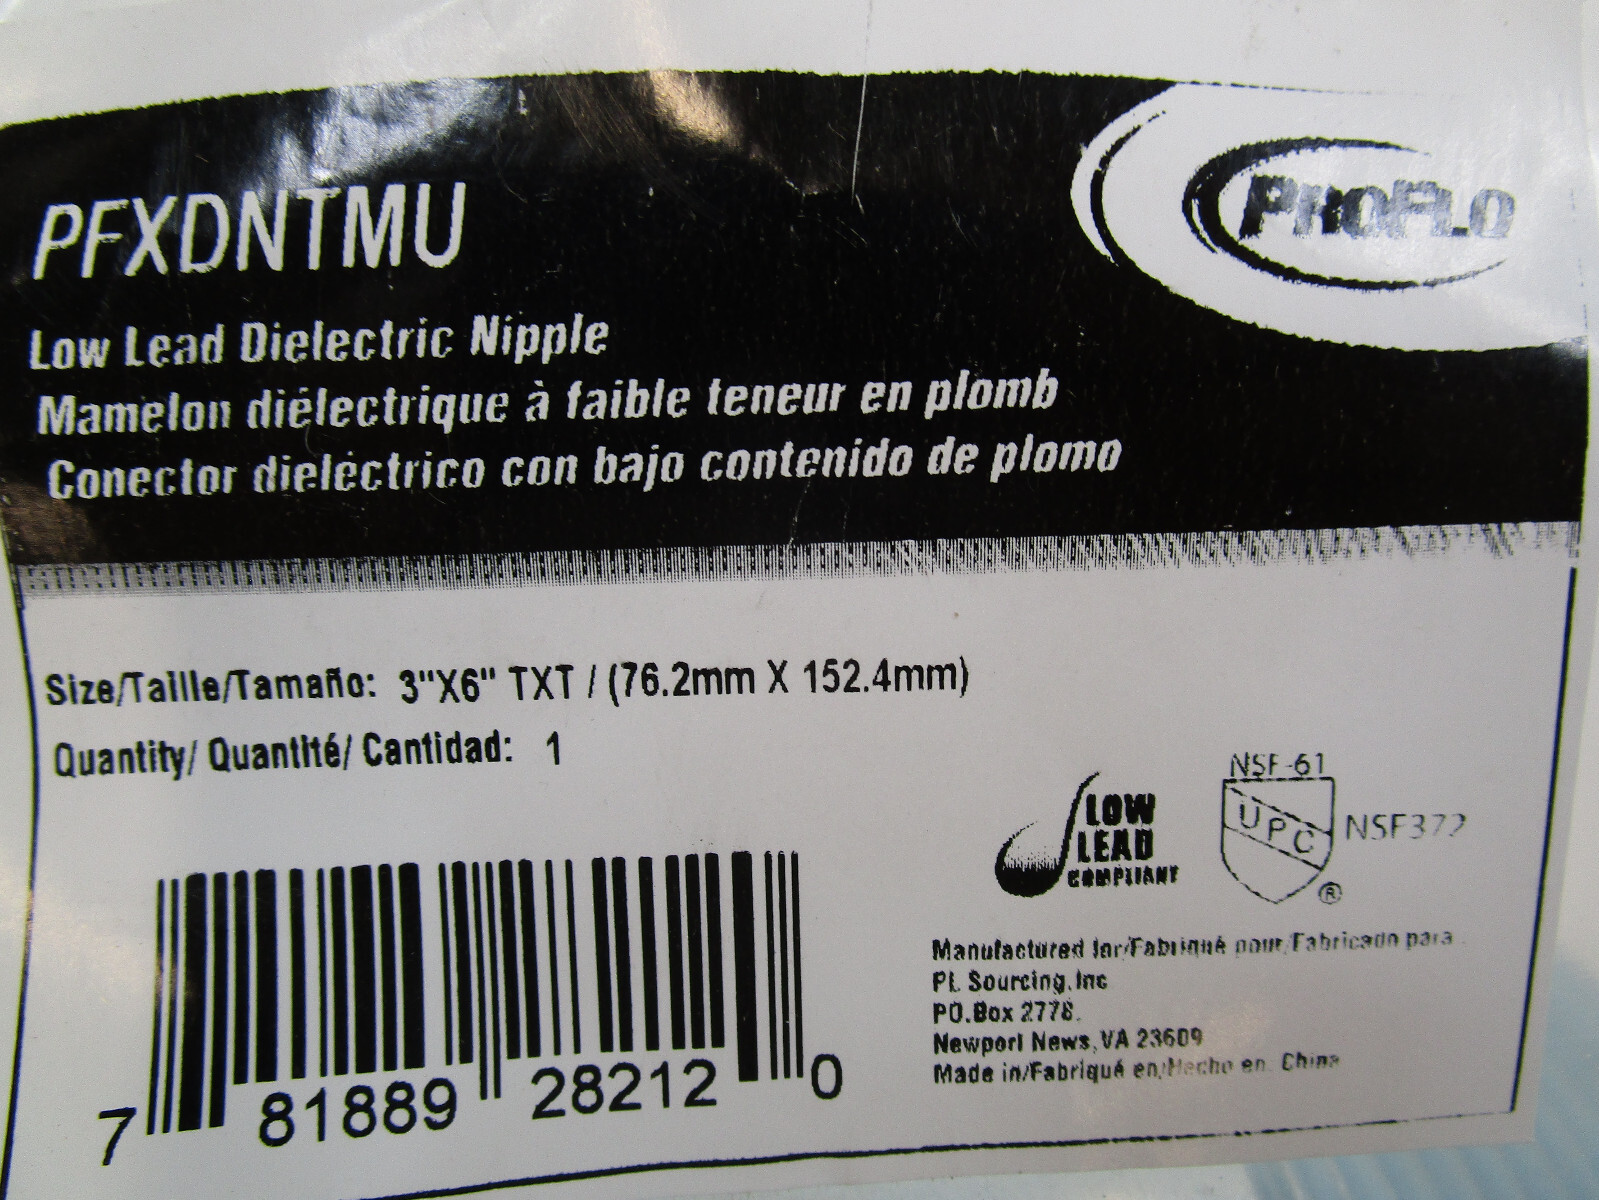 PROFLO
PFXDNTMU
Low Lead Dielectric Nipple
Mamelon diélectrique à faible teneur en plomb
Conector dieléctrico con bajo contenido de plomo
Size/Taille/Tamaño: 3"X6" TXT / (76.2mm X 152.4mm)
Quantity/ Quantité/ Cantidad: 1
LOW
LEAD
COMPLIANT
NSF-61
UPC
NSF372
®
Manufactured for/Fabriqué pour/Fabricado para
PL Sourcing, Inc
PO.Box 2778.
Newport News, VA 23609
Made in/Fabriqué en/Hecho en: China
7 81889 28212 0